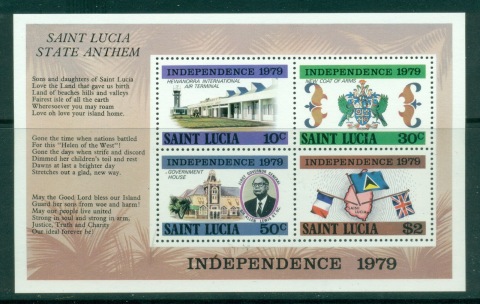 SAINT LUCIA
STATE ANTHEM
Sons and daughters of Saint Lucia
Love the Land that gave us birth
Land of beaches hills and valleys
Fairest isle of all the earth
Wheresoever you may roam
Love oh love your island home.
Gone the time when nations battled
For this "Helen of the West"!
Gone the days when strife and discord
Dimmed her children's toil and rest
Dawns at last a brighter day
Stretches out a glad, new way.
May the Good Lord bless our Island
Guard her sons from woe and harm!
May our people live united
Strong in soul and strong in arm.
Justice, Truth and Charity
Our ideal forever be!
INDEPENDENCE 1979
HEWANORRA INTERNATIONAL
AIR TERMINAL
SAINT LUCIA
10c
INDEPENDENCE 1979
NEW COAT OF ARMS
SAINT LUCIA
30c
INDEPENDENCE 1979
GOVERNMENT
HOUSE
SAINT LUCIA
50c
INDEPENDENCE 1979
SAINT
LUCIA
SAINT LUCIA
$2
INDEPENDENCE 1979